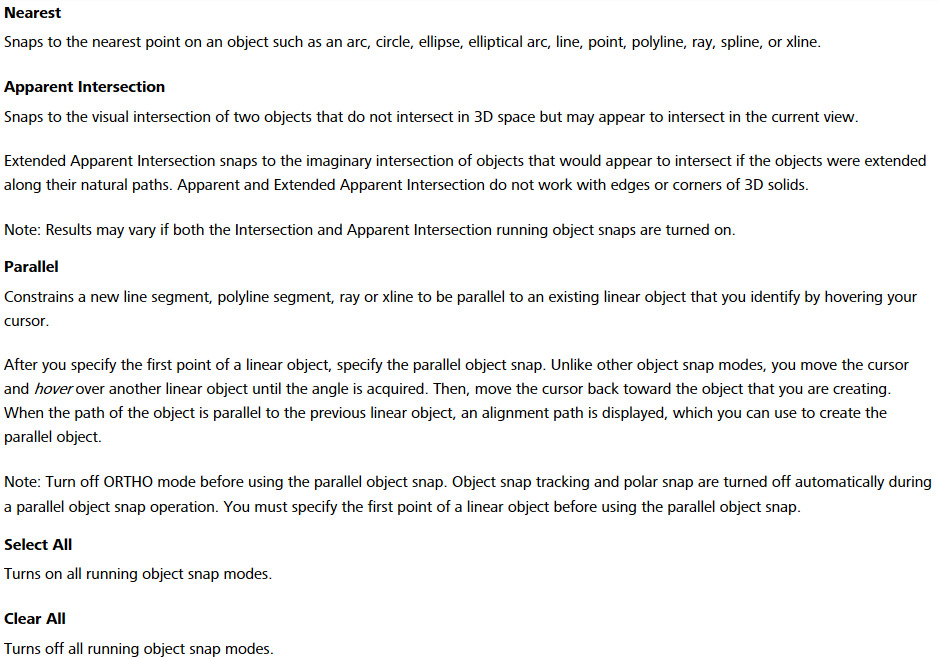 Nearest
Snaps to the nearest point on an object such as an arc, circle, ellipse, elliptical arc, line, point, polyline, ray, spline, or xline.
Apparent Intersection
Snaps to the visual intersection of two objects that do not intersect in 3D space but may appear to intersect in the current view.
Extended Apparent Intersection snaps to the imaginary intersection of objects that would appear to intersect if the objects were extended
along their natural paths. Apparent and Extended Apparent Intersection do not work with edges or corners of 3D solids.
Note: Results may vary if both the Intersection and Apparent Intersection running object snaps are turned on.
Parallel
Constrains a new line segment, polyline segment, ray or xline to be parallel to an existing linear object that you identify by hovering your
cursor.
After you specify the first point of a linear object, specify the parallel object snap. Unlike other object snap modes, you move the cursor
and hover over another linear object until the angle is acquired. Then, move the cursor back toward the object that you are creating.
When the path of the object is parallel to the previous linear object, an alignment path is displayed, which you can use to create the
parallel object.
Note: Turn off ORTHO mode before using the parallel object snap. Object snap tracking and polar snap are turned off automatically during
a parallel object snap operation. You must specify the first point of a linear object before using the parallel object snap.
Select All
Turns on all running object snap modes.
Clear All
Turns off all running object snap modes.